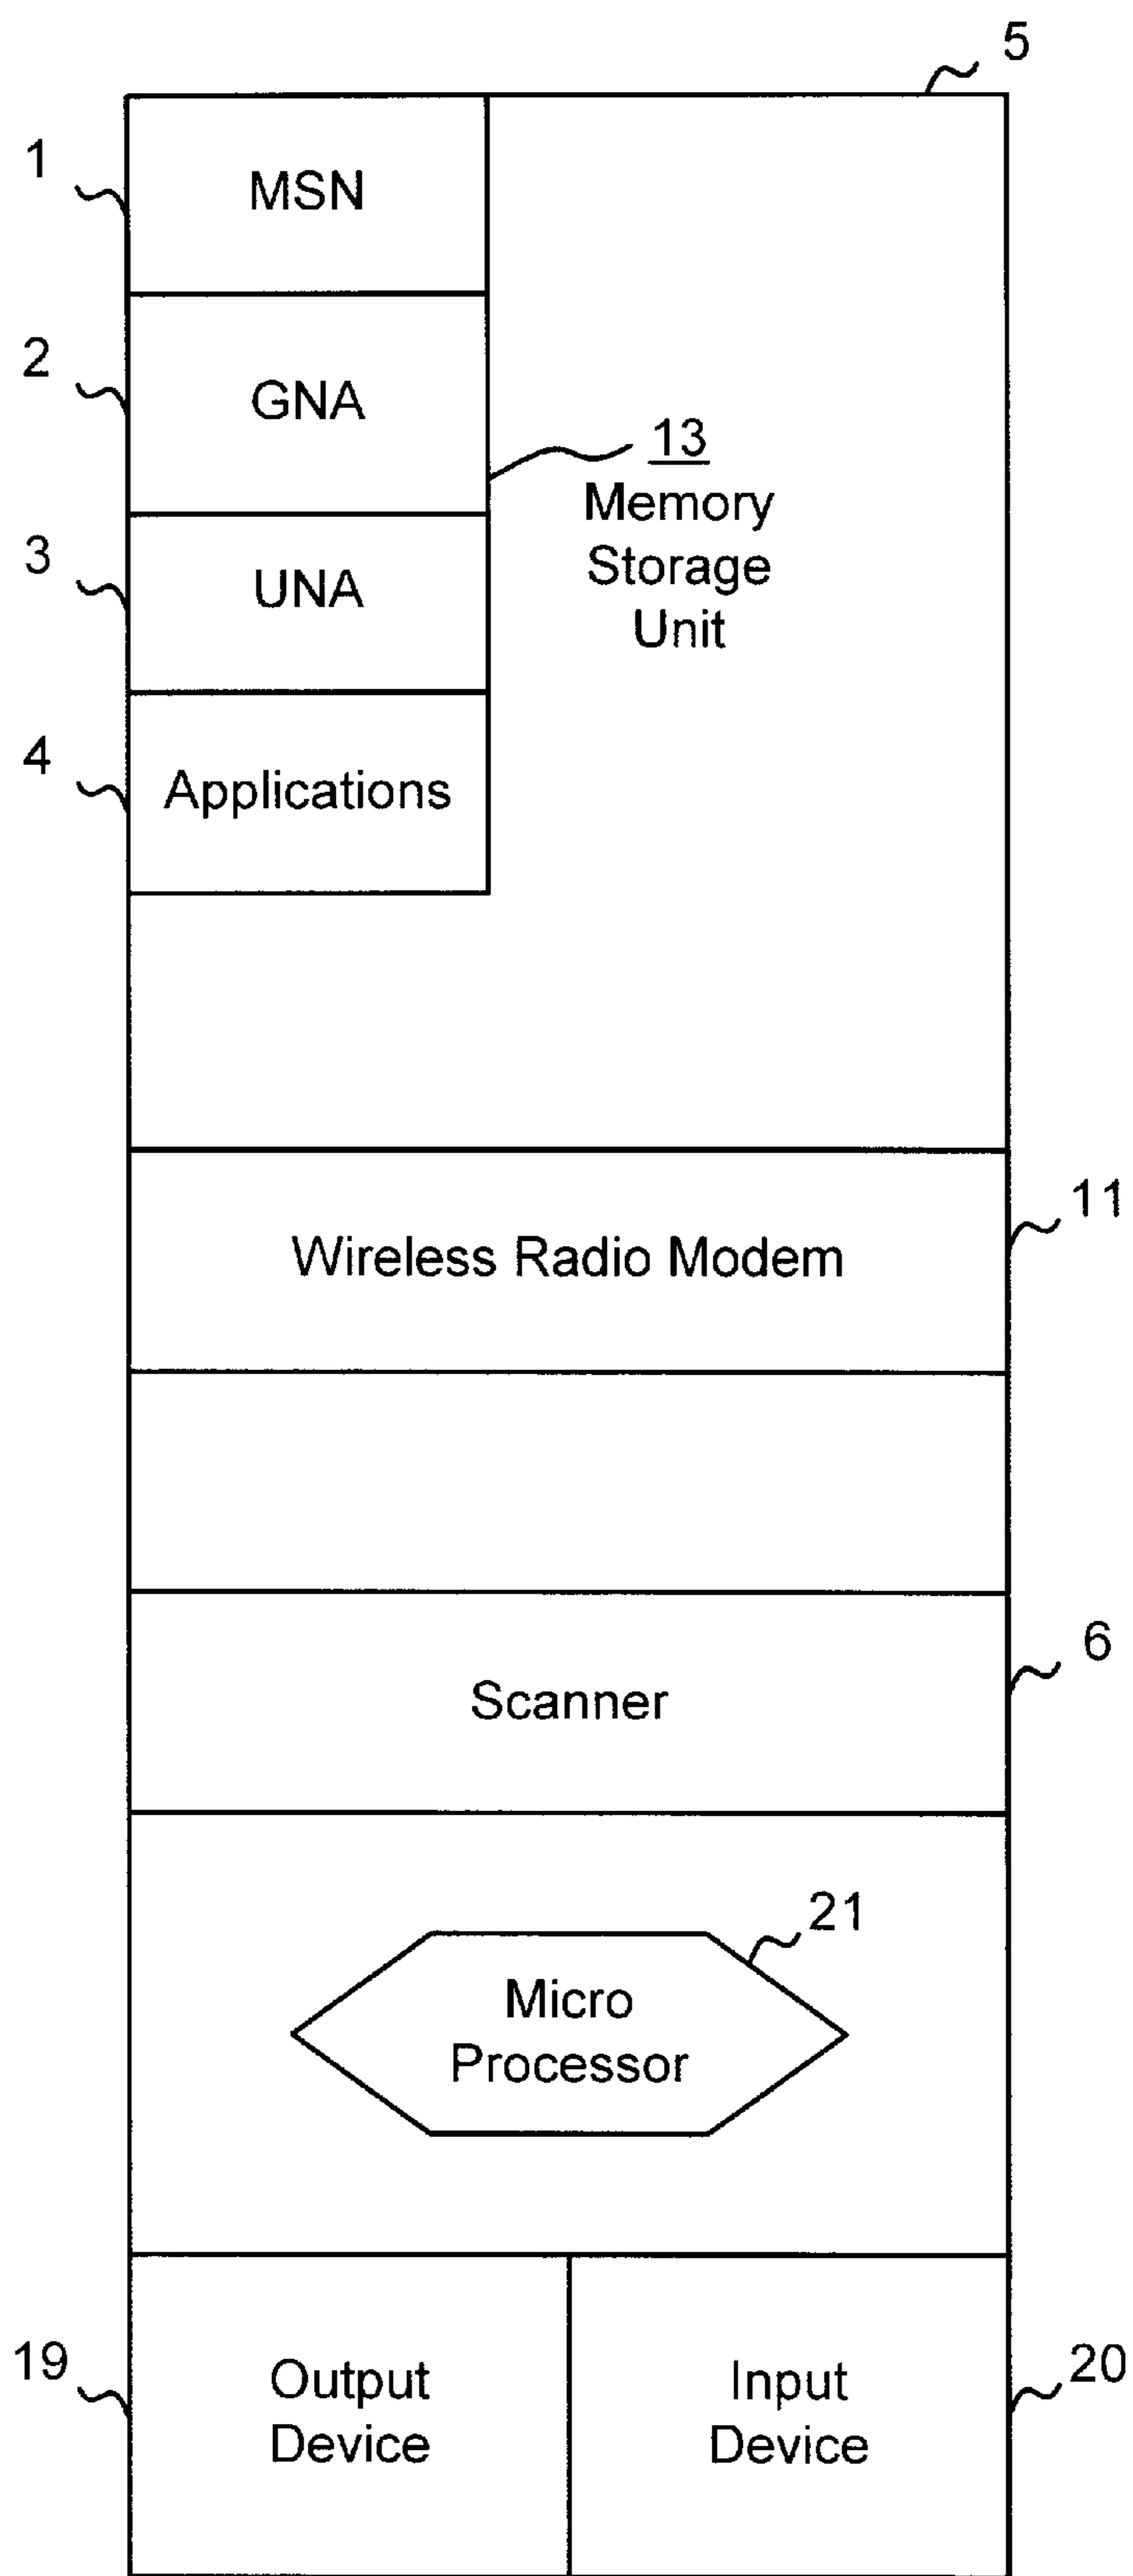 5
1
MSN
2
GNA
13
Memory
Storage
Unit
3
UNA
4
Applications
11
Wireless Radio Modem
6
Scanner
21
Micro
Processor
19
Output
Device
Input
Device
20